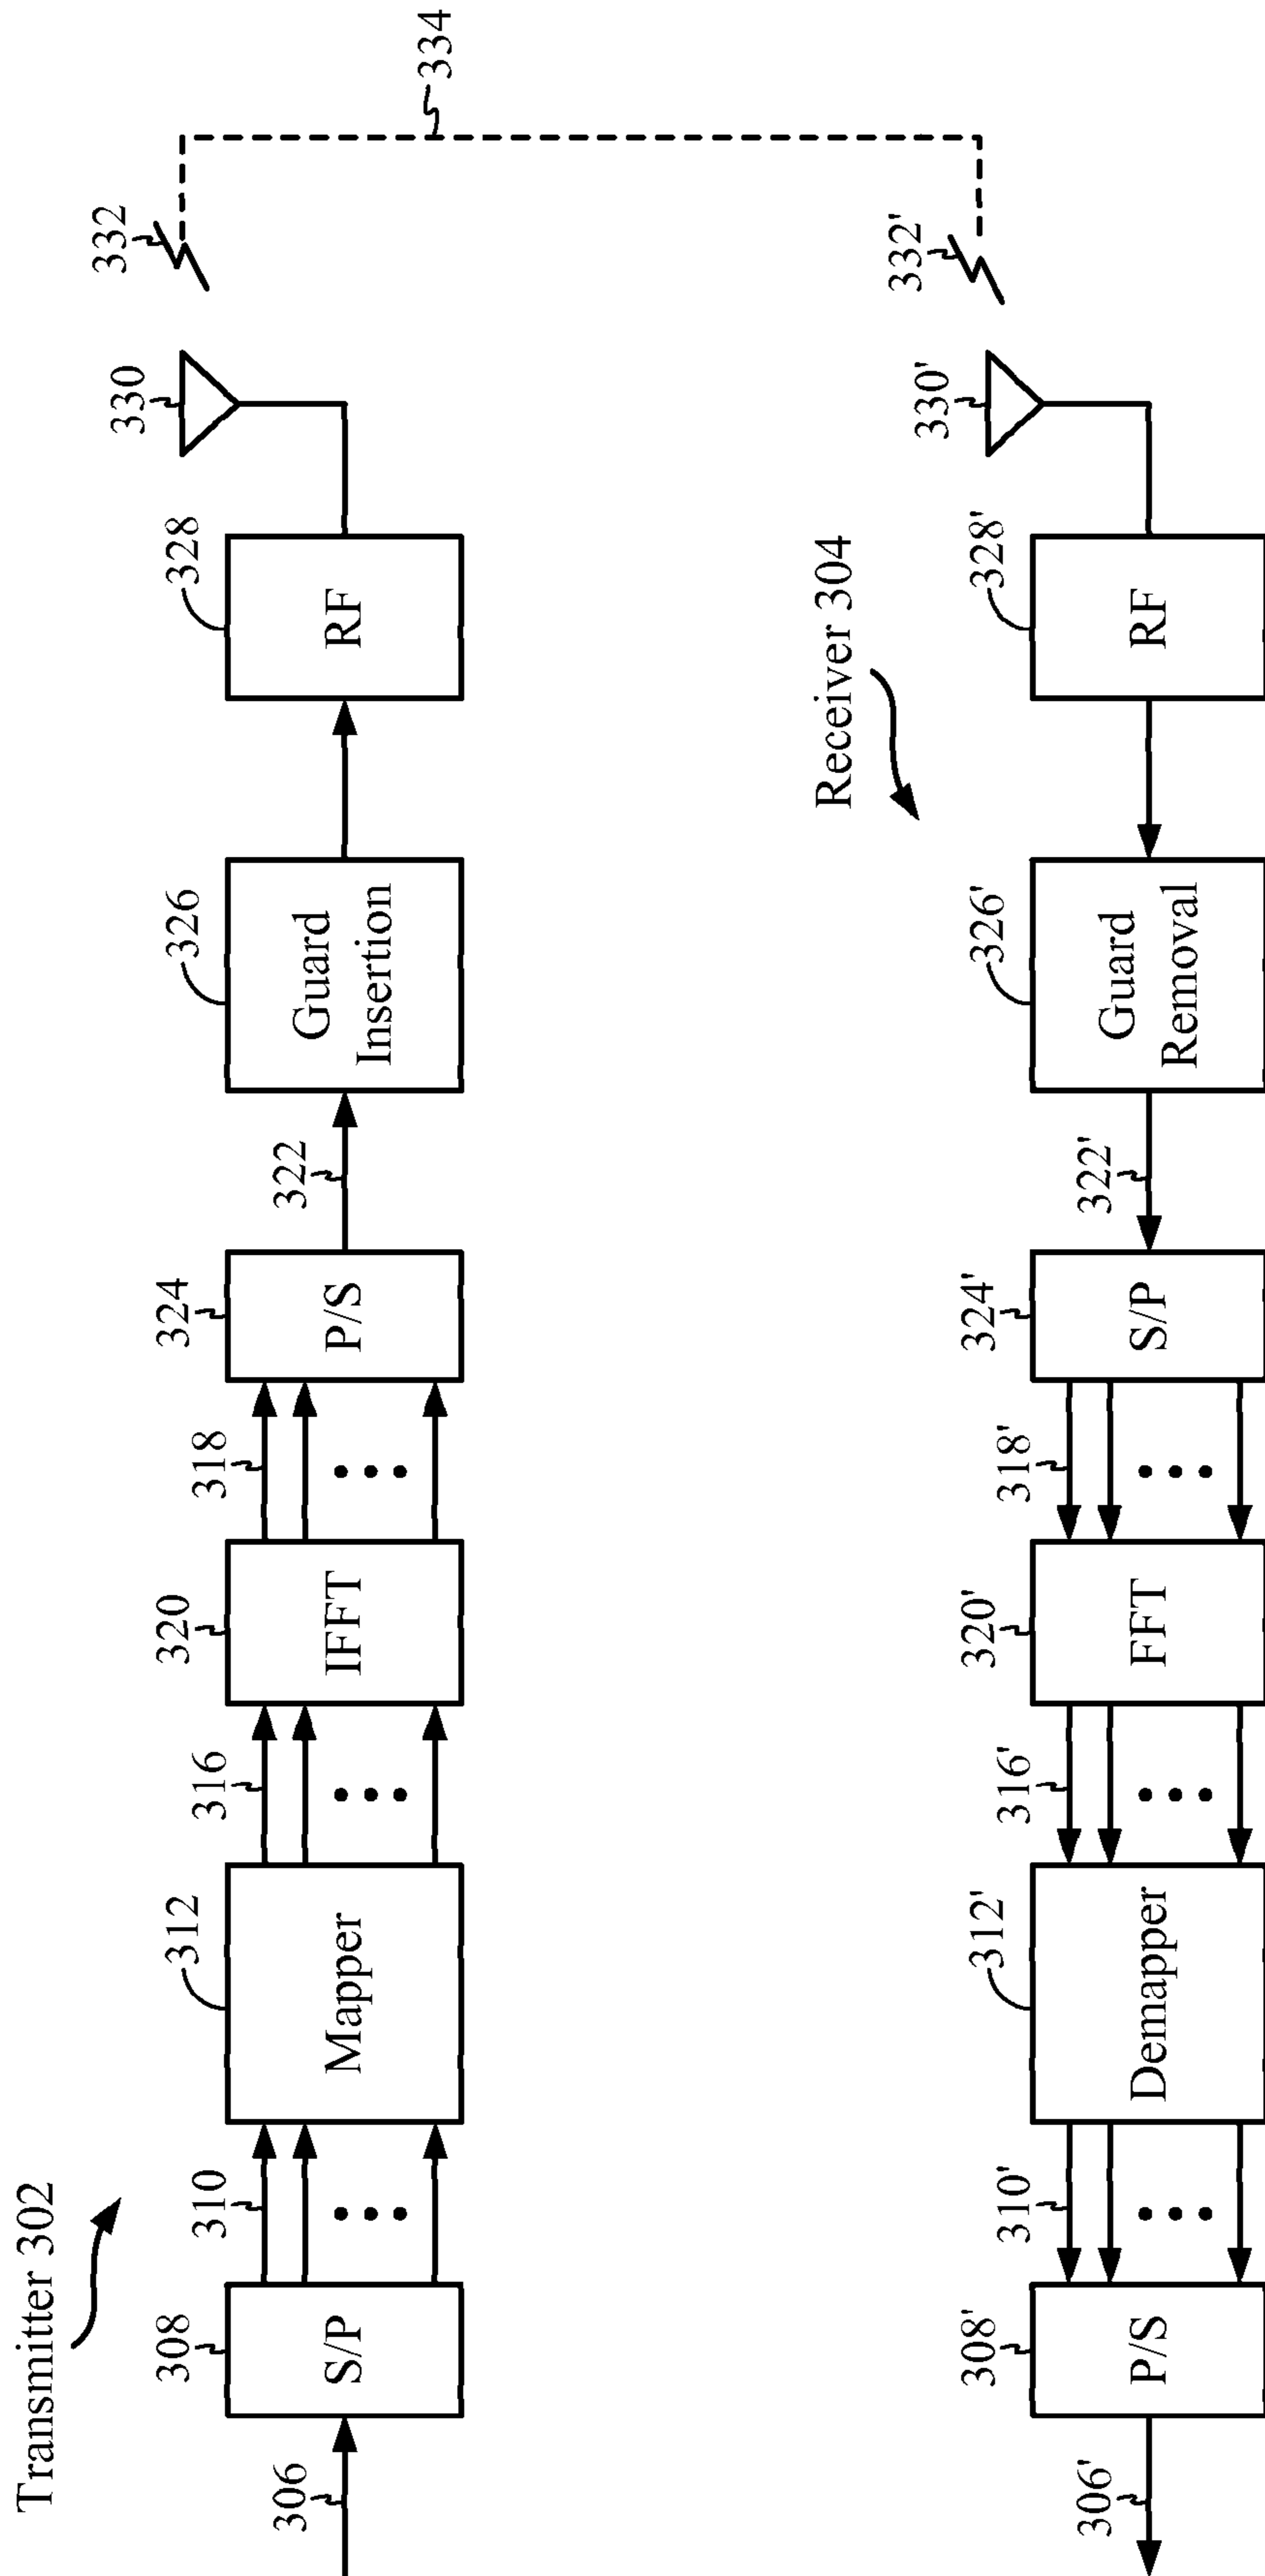 Transmitter 302
306
308
S/P
310
312
Mapper
316
320
IFFT
318
324
P/S
322
326
Guard
Insertion
328
RF
330
332
334
Receiver 304
306'
308'
P/S
310'
312'
Demapper
316'
320'
FFT
318'
324'
S/P
322'
326'
Guard
Removal
328'
RF
330'
332'